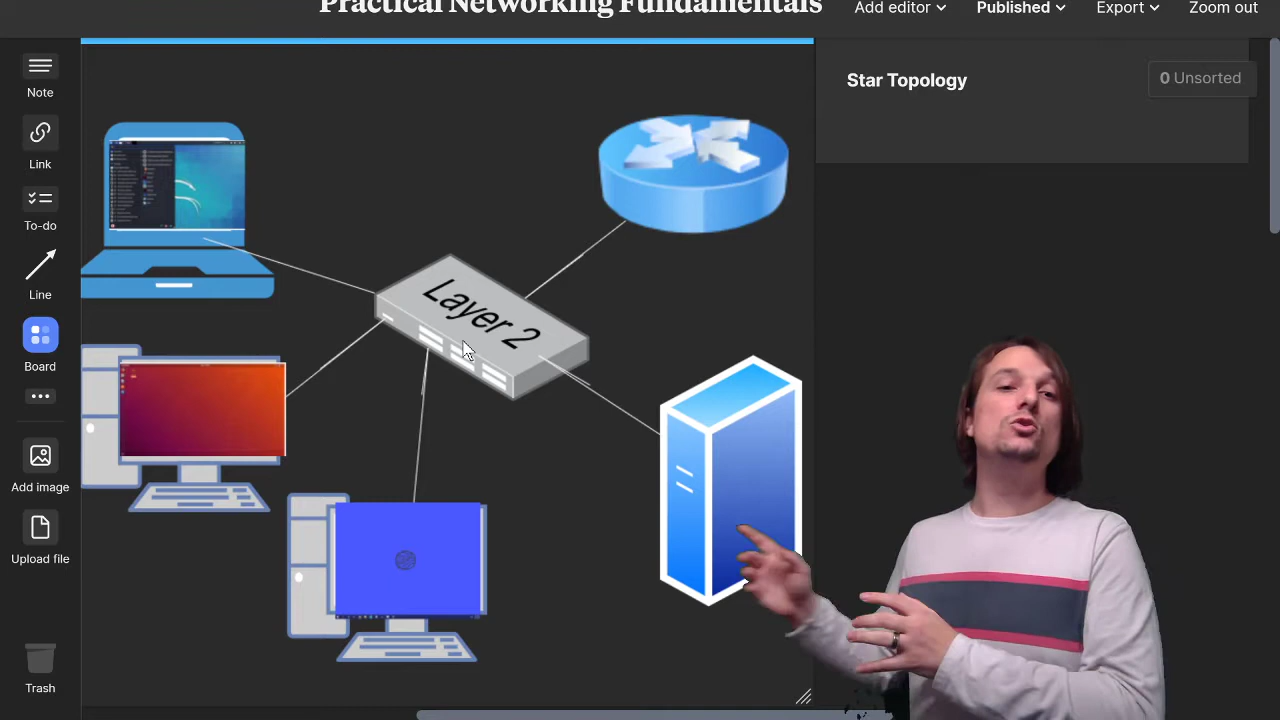 Practical Networking Fundamentals
Add editor
Published
Export
Zoom out
Note
Link
To-do
Line
Board
Add image
Upload file
Trash
Star Topology
0 Unsorted
Layer 2